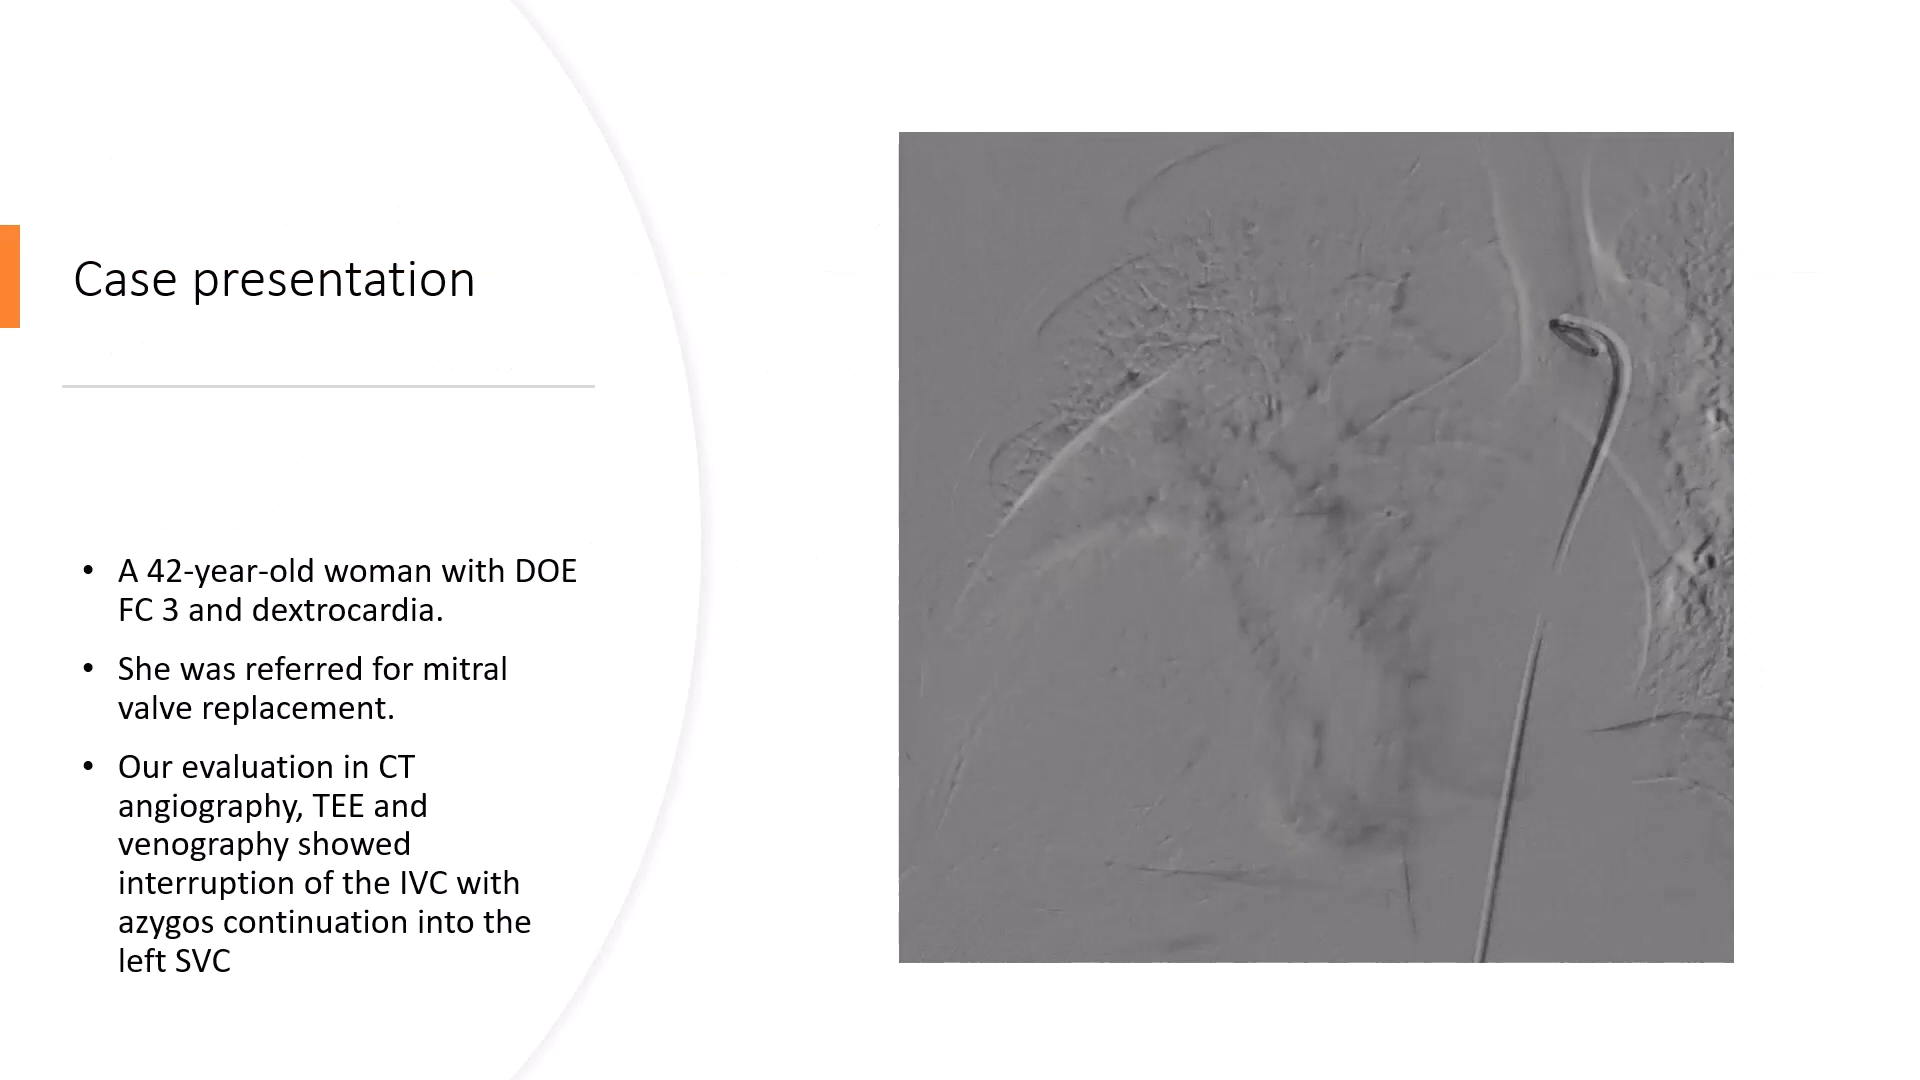 Case presentation
• A 42-year-old woman with DOE
FC 3 and dextrocardia.
• She was referred for mitral
valve replacement.
• Our evaluation in CT
angiography, TEE and
venography showed
interruption of the IVC with
azygos continuation into the
left SVC